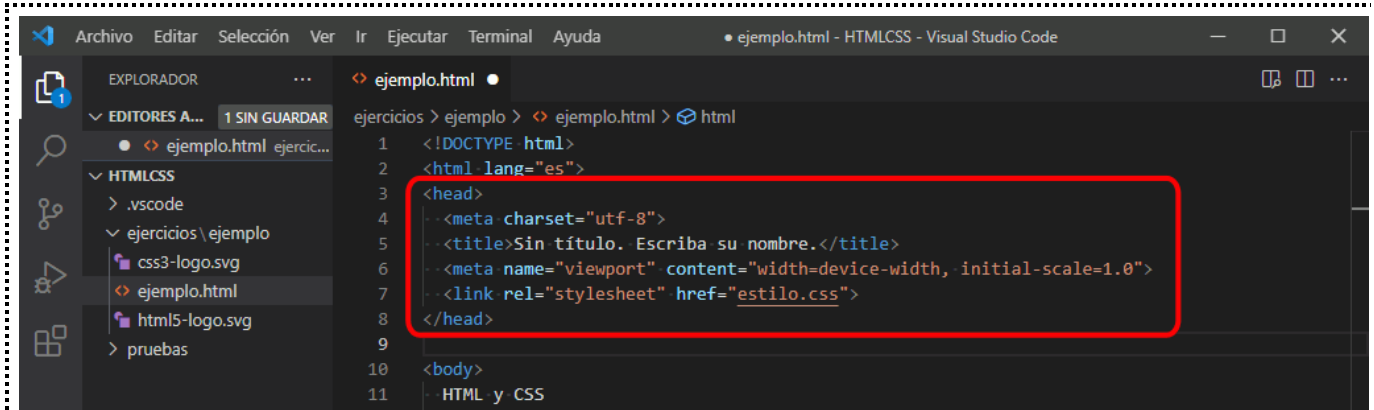 Archivo Editar Selección Ver Ir Ejecutar Terminal Ayuda ● ejemplo.html - HTMLCSS - Visual Studio Code
EXPLORADOR
EDITORES A... 1 SIN GUARDAR
ejemplo.html ejercic...
HTMLCSS
.vscode
ejercicios\ejemplo
css3-logo.svg
ejemplo.html
html5-logo.svg
pruebas
1
ejemplo.html
ejercicios > ejemplo > ejemplo.html > html
1 <!DOCTYPE html>
2 <html lang="es">
3 <head>
4 <meta charset="utf-8">
5 <title>Sin título. Escriba su nombre.</title>
6 <meta name="viewport" content="width=device-width, initial-scale=1.0">
7 <link rel="stylesheet" href="estilo.css">
8 </head>
9
10 <body>
11 HTML y CSS